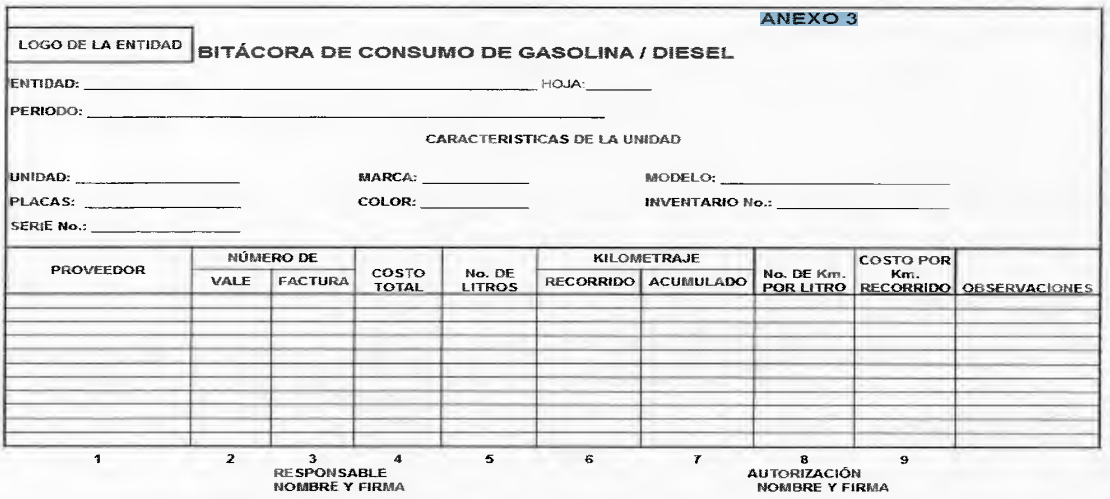 ANEXO 3
LOGO DE LA ENTIDAD
BITÁCORA DE CONSUMO DE GASOLINA / DIESEL
ENTIDAD: HOJA:
PERIODO:
CARACTERISTICAS DE LA UNIDAD
UNIDAD: MARCA: MODELO:
PLACAS: COLOR: INVENTARIO No.:
SERIE No.:
PROVEEDOR
NÚMERO DE
VALE FACTURA
COSTO
TOTAL
No. DE
LITROS
KILOMETRAJE
RECORRIDO ACUMULADO
No. DE Km.
POR LITRO
COSTO POR
Km.
RECORRIDO
OBSERVACIONES
1 2 3 4 5 6 7 8 9
RESPONSABLE
NOMBRE Y FIRMA
AUTORIZACIÓN
NOMBRE Y FIRMA